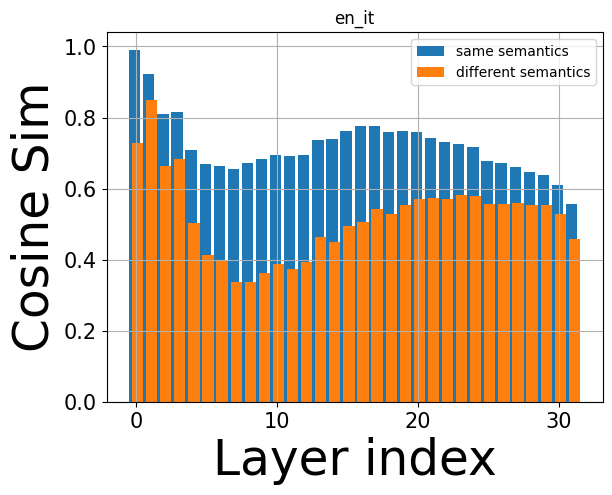 en_it
same semantics
different semantics
Cosine Sim
1.0
0.8
0.6
0.4
0.2
0.0
0 10 20 30
Layer index